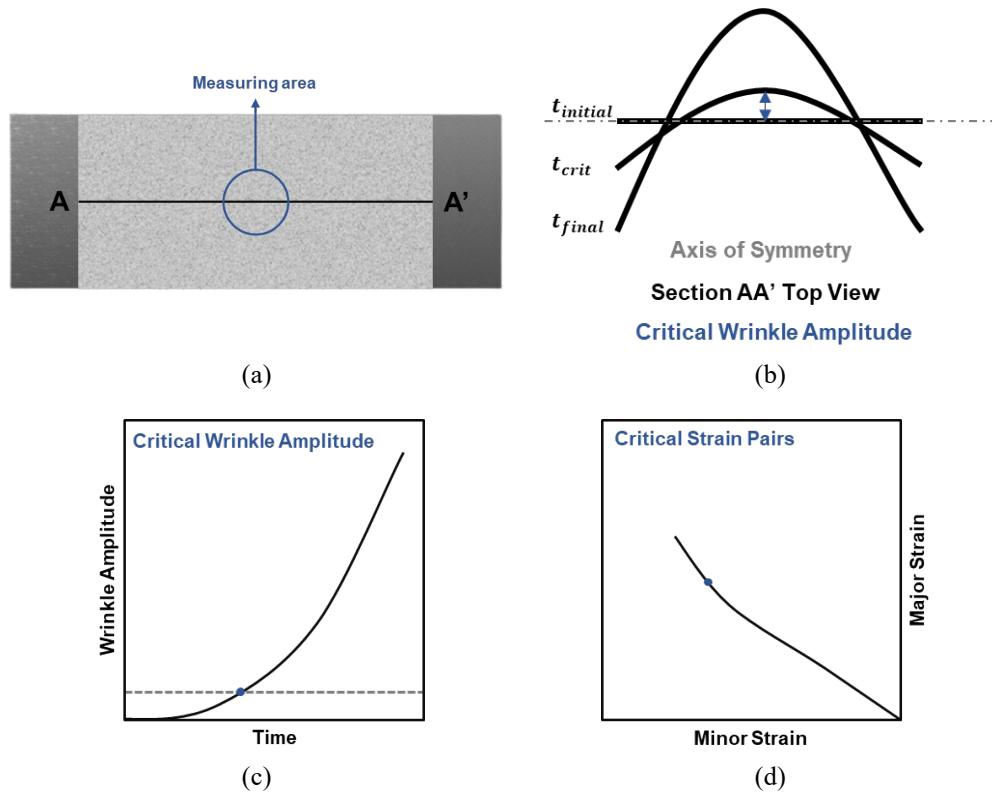 Measuring area
A
A’
(a)
t_initial
t_crit
t_final
Axis of Symmetry
Section AA’ Top View
Critical Wrinkle Amplitude
(b)
Critical Wrinkle Amplitude
Wrinkle Amplitude
Time
(c)
Critical Strain Pairs
Major Strain
Minor Strain
(d)